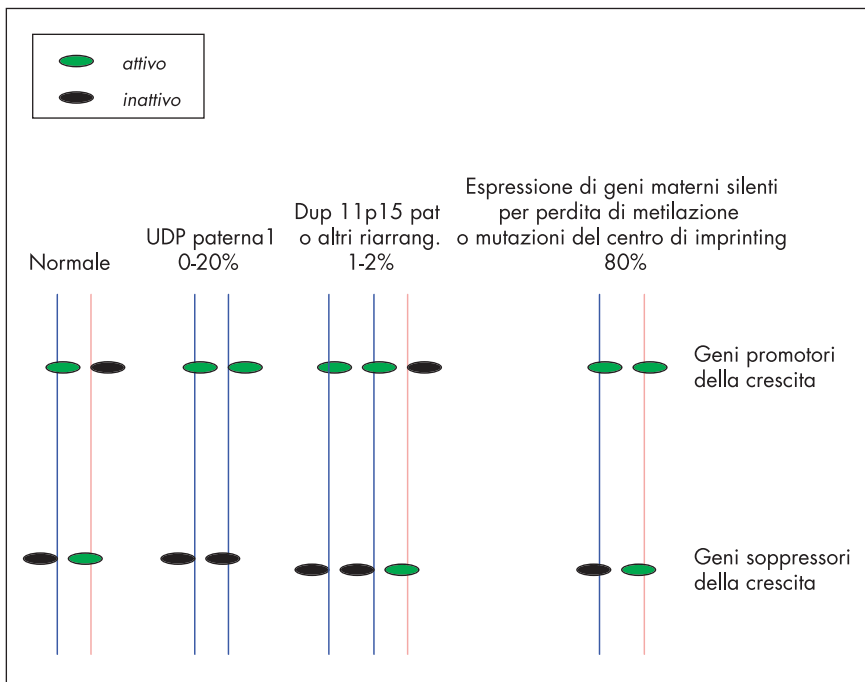 attivo
inattivo
Normale
UDP paterna1
0-20%
Dup 11p15 pat
o altri riarrang.
1-2%
Espressione di geni materni silenti
per perdita di metilazione
o mutazioni del centro di imprinting
80%
Geni promotori
della crescita
Geni soppressori
della crescita